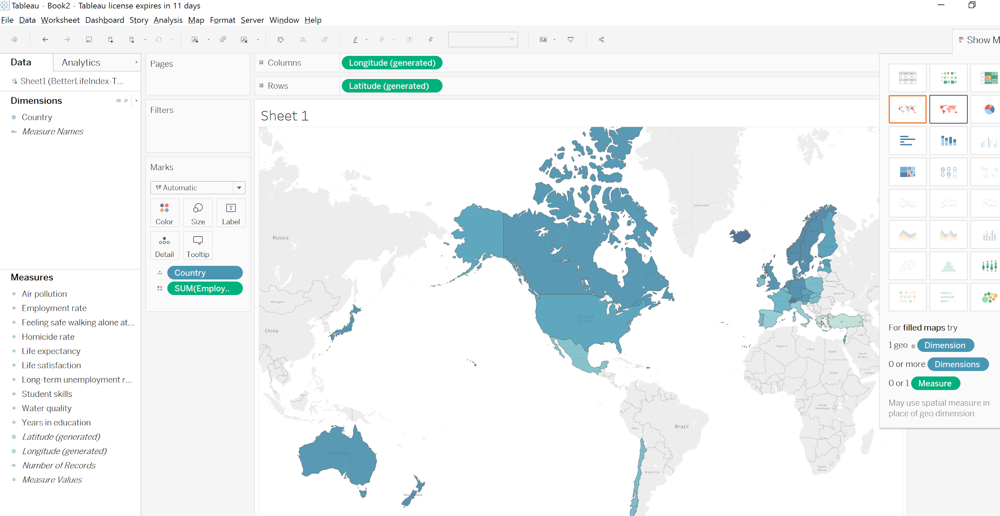 Tableau - Book2 - Tableau license expires in 11 days
File Data Worksheet Dashboard Story Analysis Map Format Server Window Help
Show M
Data
Analytics
Sheet1 (BetterLifeIndex-T...
Dimensions
Country
Abc Measure Names
Measures
Air pollution
Employment rate
Feeling safe walking alone at...
Homicide rate
Life expectancy
Life satisfaction
Long-term unemployment r...
Student skills
Water quality
Years in education
Latitude (generated)
Longitude (generated)
Number of Records
Measure Values
Pages
Filters
Marks
Automatic
Color
Size
Label
Detail
Tooltip
Country
SUM(Employ..
Columns
Longitude (generated)
Rows
Latitude (generated)
Sheet 1
Greenland
Russia
Canada
Belarus
Ukraine
Mongolia
United
States
China
Mexico
Iraq
Algeria
Libya
Egypt
Saudi
Arabia
Sudan
Yemen
Congo
(Kinshasa)
Brazil
Peru
Australia
South
Africa
Argentina
New Zealand
For filled maps try
1 geo Dimension
0 or more Dimensions
0 or 1 Measure
May use spatial measure in
place of geo dimension